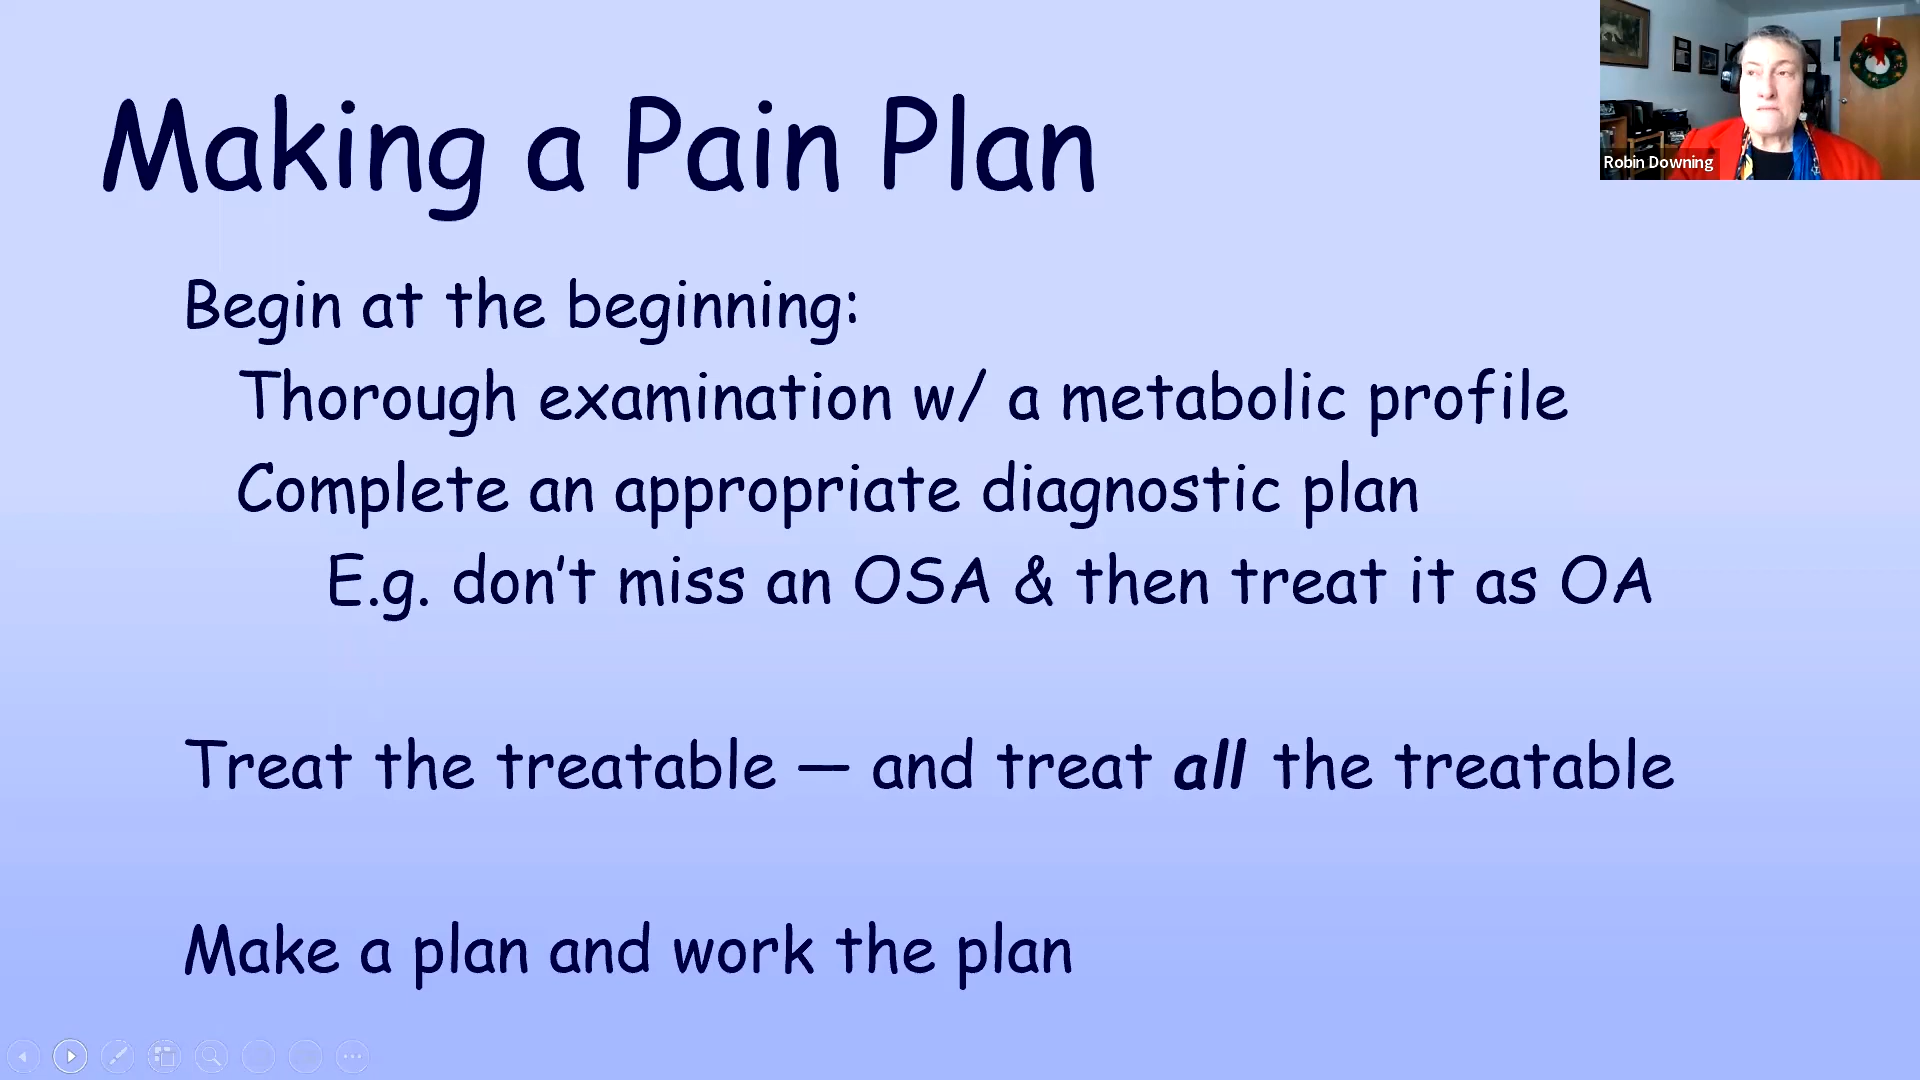 Making a Pain Plan
Robin Downing
Begin at the beginning:
Thorough examination w/ a metabolic profile
Complete an appropriate diagnostic plan
E.g. don’t miss an OSA & then treat it as OA
Treat the treatable — and treat all the treatable
Make a plan and work the plan